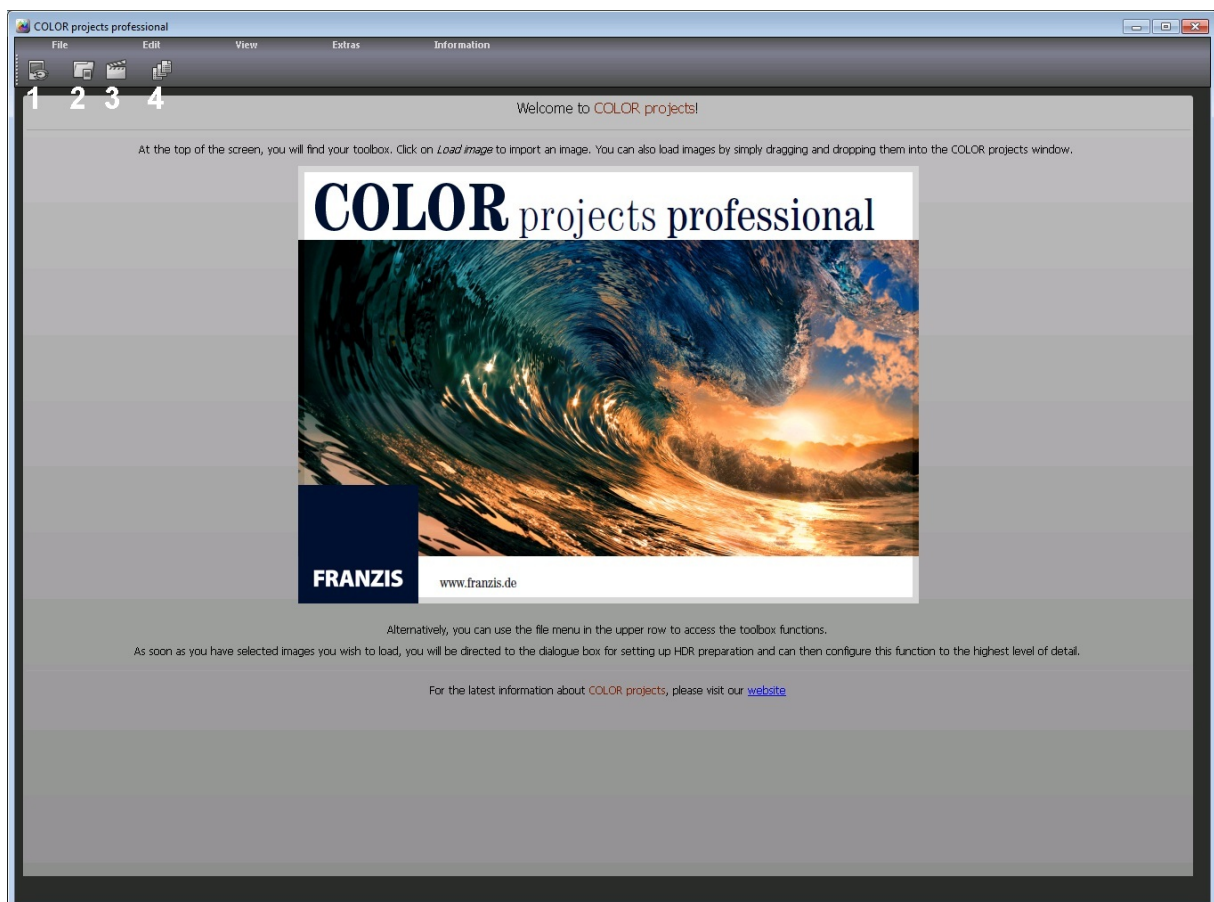 COLOR projects professional
File Edit View Extras Information
1 2 3 4
Welcome to COLOR projects!
At the top of the screen, you will find your toolbox. Click on Load image to import an image. You can also load images by simply dragging and dropping them into the COLOR projects window.
COLOR projects professional
FRANZIS
www.franzis.de
Alternatively, you can use the file menu in the upper row to access the toolbox functions.
As soon as you have selected images you wish to load, you will be directed to the dialogue box for setting up HDR preparation and can then configure this function to the highest level of detail.
For the latest information about COLOR projects, please visit our website